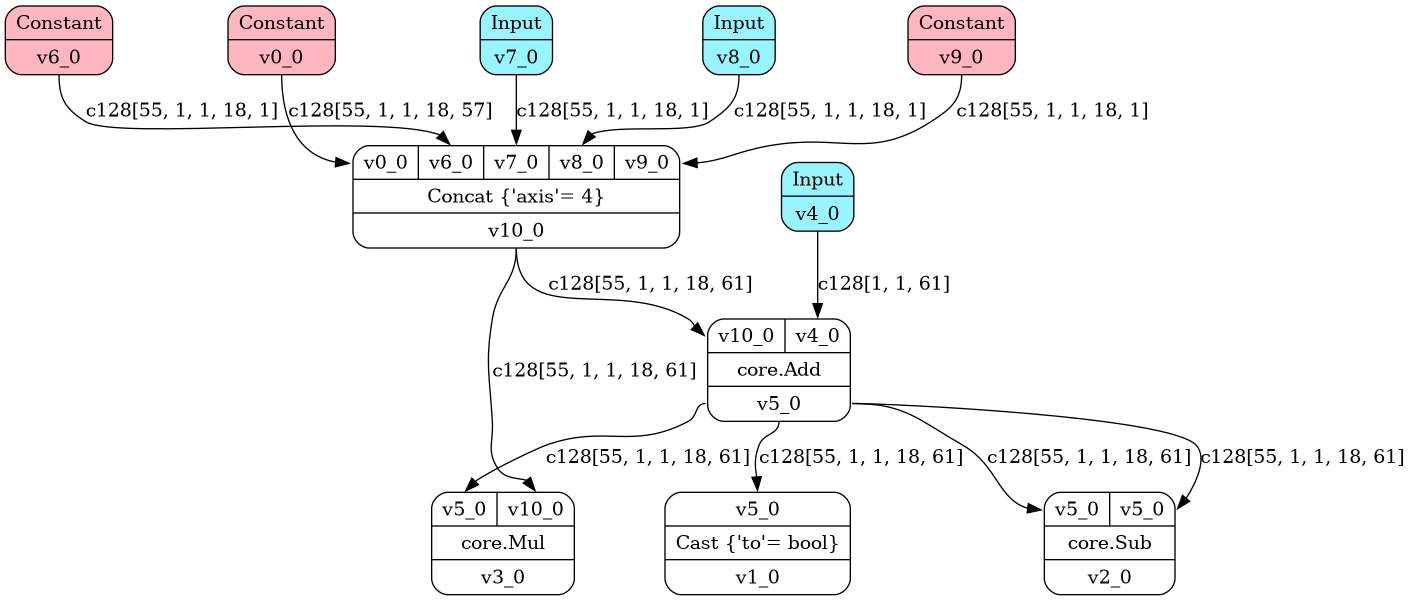 Constant
v6_0
Constant
v0_0
Input
v7_0
Input
v8_0
Constant
v9_0
c128[55, 1, 1, 18, 1]
c128[55, 1, 1, 18, 57]
c128[55, 1, 1, 18, 1]
c128[55, 1, 1, 18, 1]
c128[55, 1, 1, 18, 1]
v0_0 v6_0 v7_0 v8_0 v9_0
Concat {'axis'= 4}
v10_0
Input
v4_0
c128[55, 1, 1, 18, 61]
c128[1, 1, 61]
c128[55, 1, 1, 18, 61]
v10_0 v4_0
core.Add
v5_0
c128[55, 1, 1, 18, 61]
c128[55, 1, 1, 18, 61]
c128[55, 1, 1, 18, 61]
c128[55, 1, 1, 18, 61]
v5_0 v10_0
core.Mul
v3_0
v5_0
Cast {'to'= bool}
v1_0
v5_0 v5_0
core.Sub
v2_0